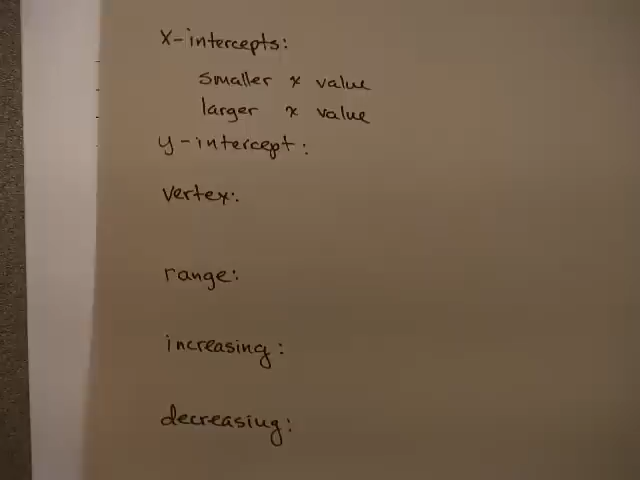 x-intercepts:
smaller x value
larger x value
y-intercept:
vertex:
range:
increasing:
decreasing: